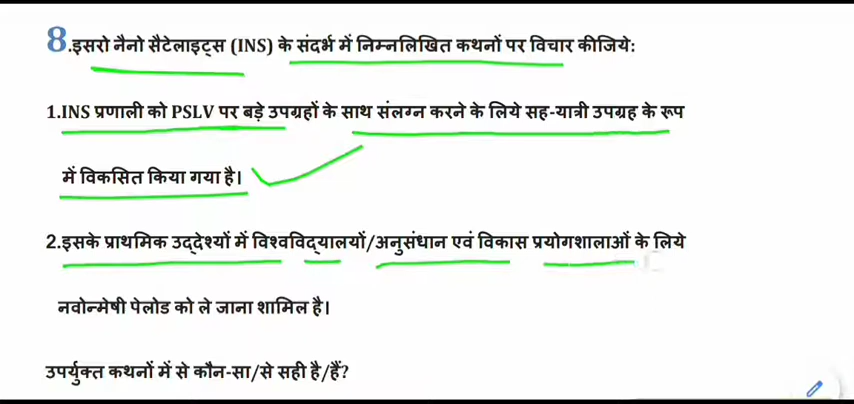 8.इसरो नैनो सैटेलाइट्स (INS) के संदर्भ में निम्नलिखित कथनों पर विचार कीजिये:
1.INS प्रणाली को PSLV पर बड़े उपग्रहों के साथ संलग्न करने के लिये सह-यात्री उपग्रह के रूप
में विकसित किया गया है।
2.इसके प्राथमिक उद्देश्यों में विश्वविद्यालयों/अनुसंधान एवं विकास प्रयोगशालाओं के लिये
नवोन्मेषी पेलोड को ले जाना शामिल है।
उपर्युक्त कथनों में से कौन-सा/से सही है/हैं?